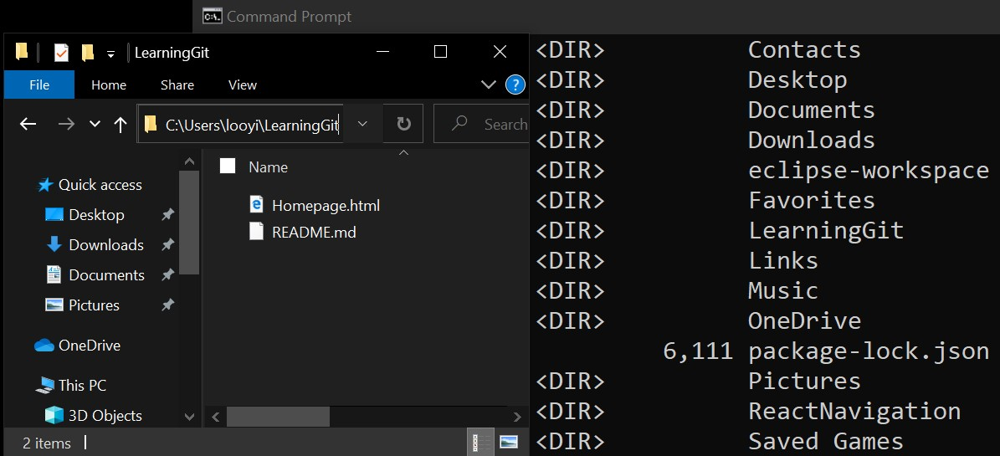 Command Prompt
LearningGit
File Home Share View
C:\Users\looyi\LearningGit
Search
Name
Quick access
Desktop
Downloads
Documents
Pictures
OneDrive
This PC
3D Objects
Homepage.html
README.md
2 items
<DIR> Contacts
<DIR> Desktop
<DIR> Documents
<DIR> Downloads
<DIR> eclipse-workspace
<DIR> Favorites
<DIR> LearningGit
<DIR> Links
<DIR> Music
<DIR> OneDrive
6,111 package-lock.json
<DIR> Pictures
<DIR> ReactNavigation
<DIR> Saved Games